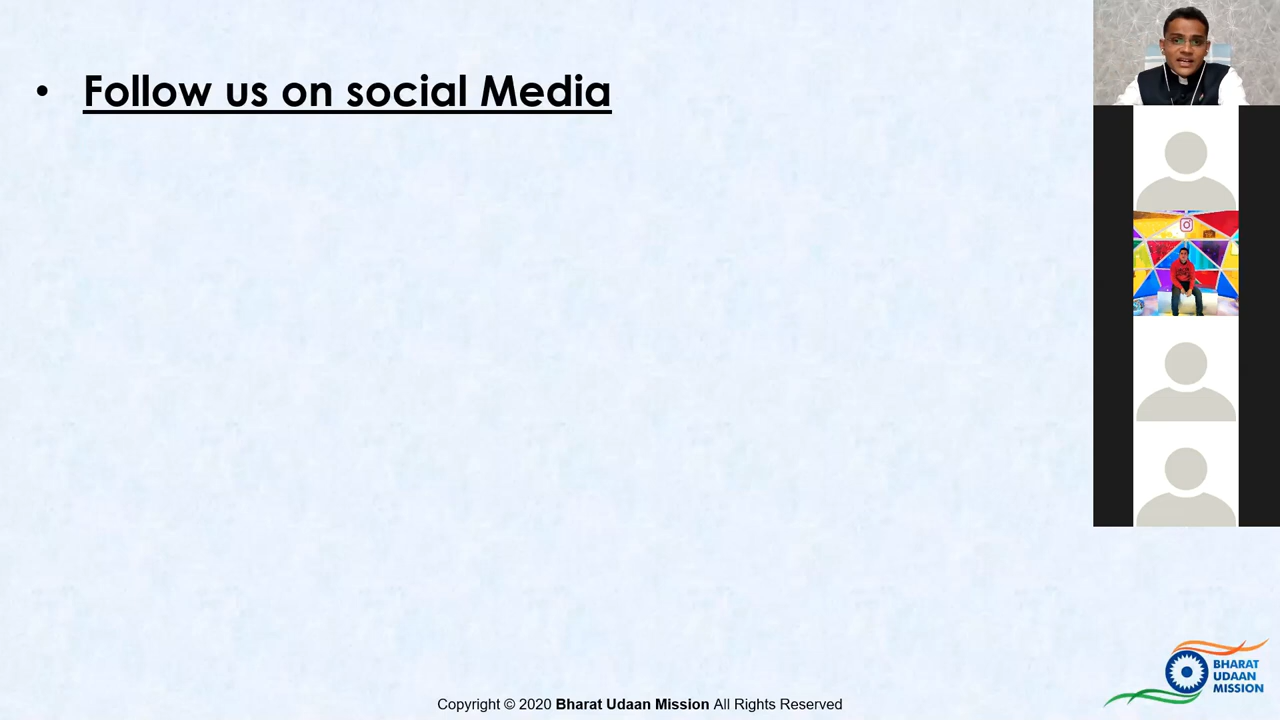 • Follow us on social Media
BHARAT
UDAAN
MISSION
Copyright © 2020 Bharat Udaan Mission All Rights Reserved